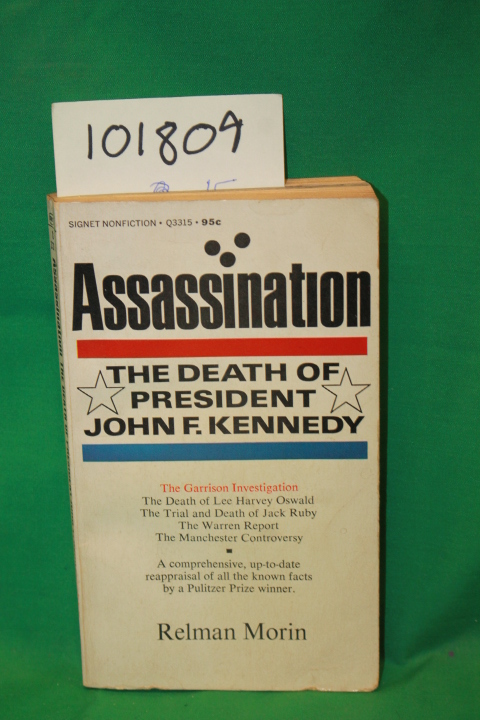 101809
SIGNET NONFICTION • Q3315 • 95c
Assassination
THE DEATH OF
PRESIDENT
JOHN F. KENNEDY
The Garrison Investigation
The Death of Lee Harvey Oswald
The Trial and Death of Jack Ruby
The Warren Report
The Manchester Controversy
A comprehensive, up-to-date
reappraisal of all the known facts
by a Pulitzer Prize winner.
Relman Morin